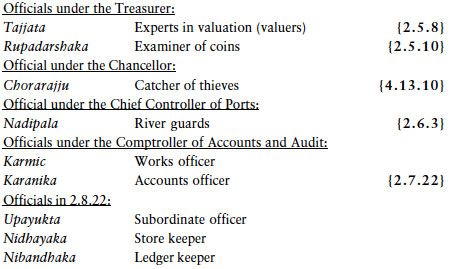 Officials under the Treasurer:
Tajjata Experts in valuation (valuers) {2.5.8}
Rupadarshaka Examiner of coins {2.5.10}
Official under the Chancellor:
Chorarajju Catcher of thieves {4.13.10}
Official under the Chief Controller of Ports:
Nadipala River guards {2.6.3}
Officials under the Comptroller of Accounts and Audit:
Karmic Works officer
Karanika Accounts officer {2.7.22}
Officials in 2.8.22:
Upayukta Subordinate officer
Nidhayaka Store keeper
Nibandhaka Ledger keeper